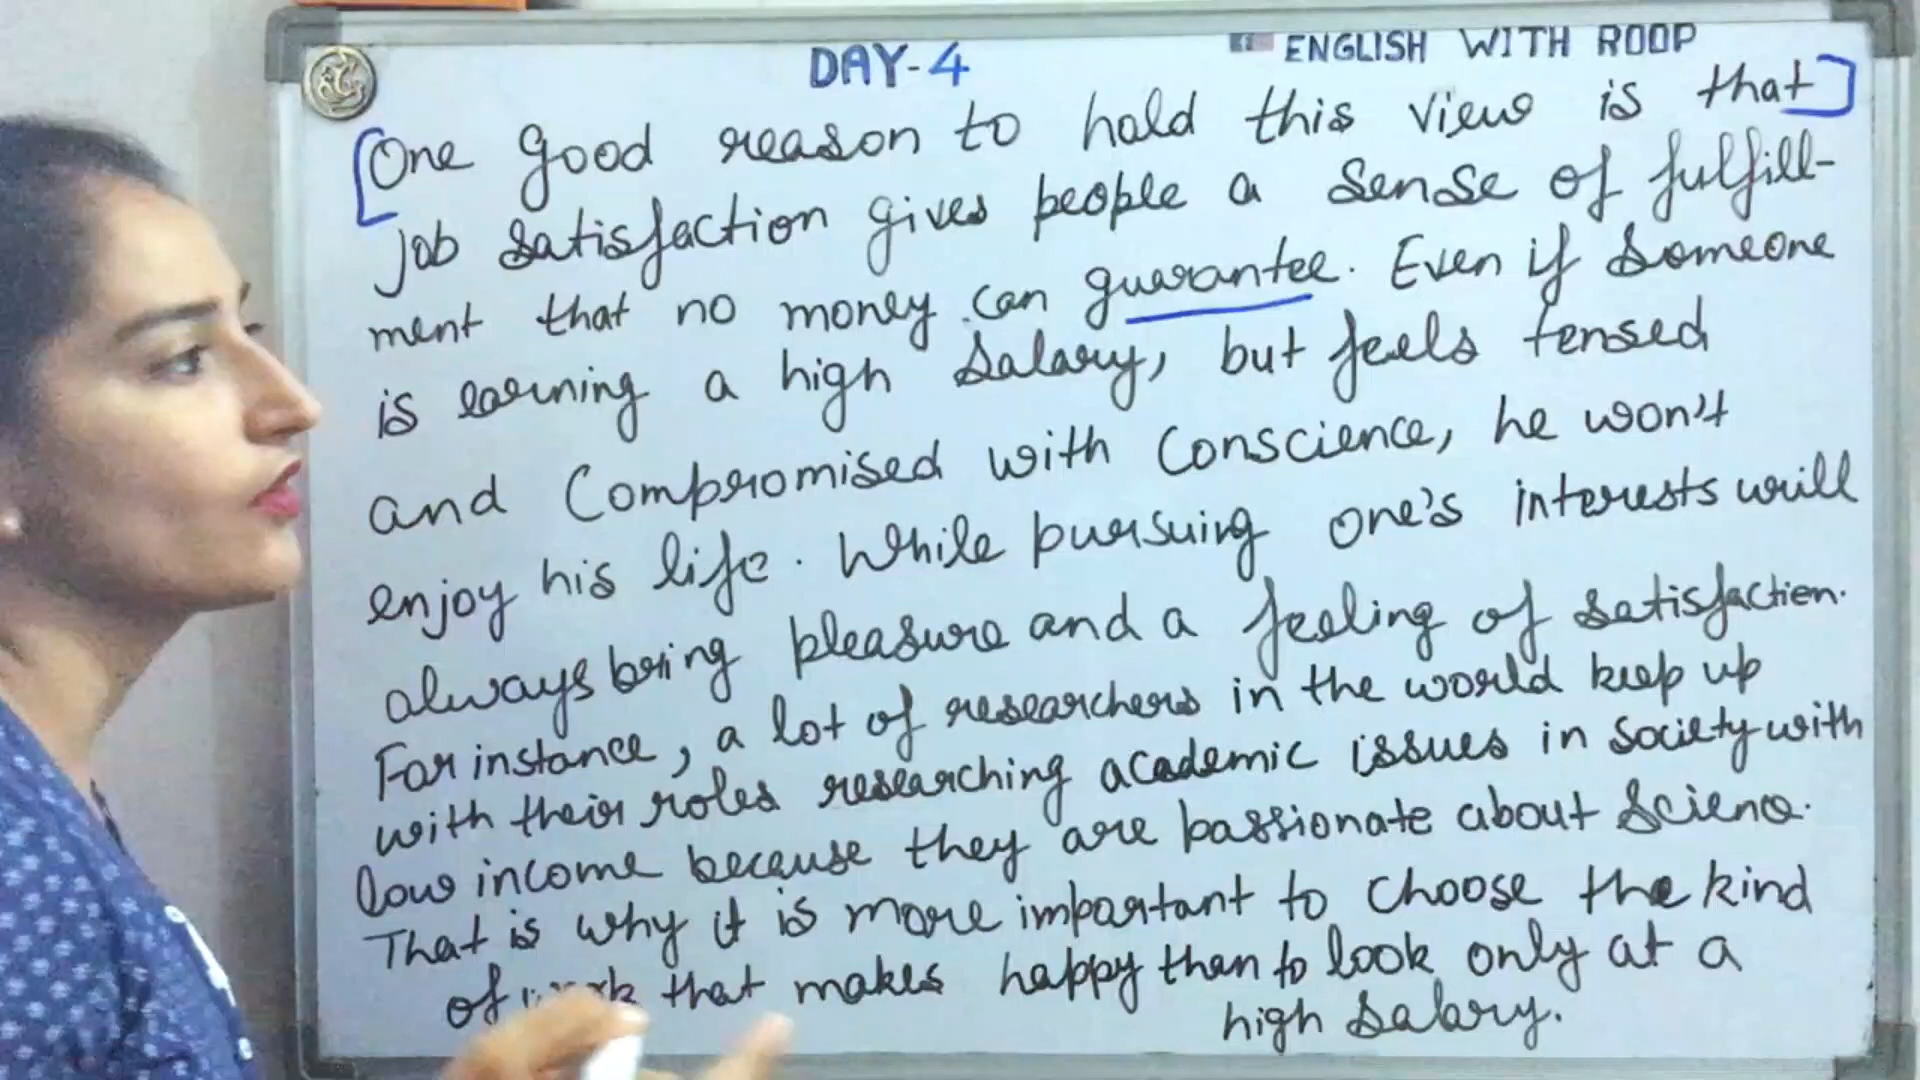 DAY-4
ENGLISH WITH ROOP
[One good reason to hold this view is that]
job satisfaction gives people a sense of fulfill-
ment that no money can guarantee. Even if someone
is earning a high salary, but feels tensed
and compromised with conscience, he won't
enjoy his life. While pursuing one's interests will
always bring pleasure and a feeling of satisfaction.
For instance, a lot of researchers in the world keep up
with their roles researching academic issues in society with
low income because they are passionate about science.
That is why it is more important to choose the kind
of work that makes happy than to look only at a
high salary.